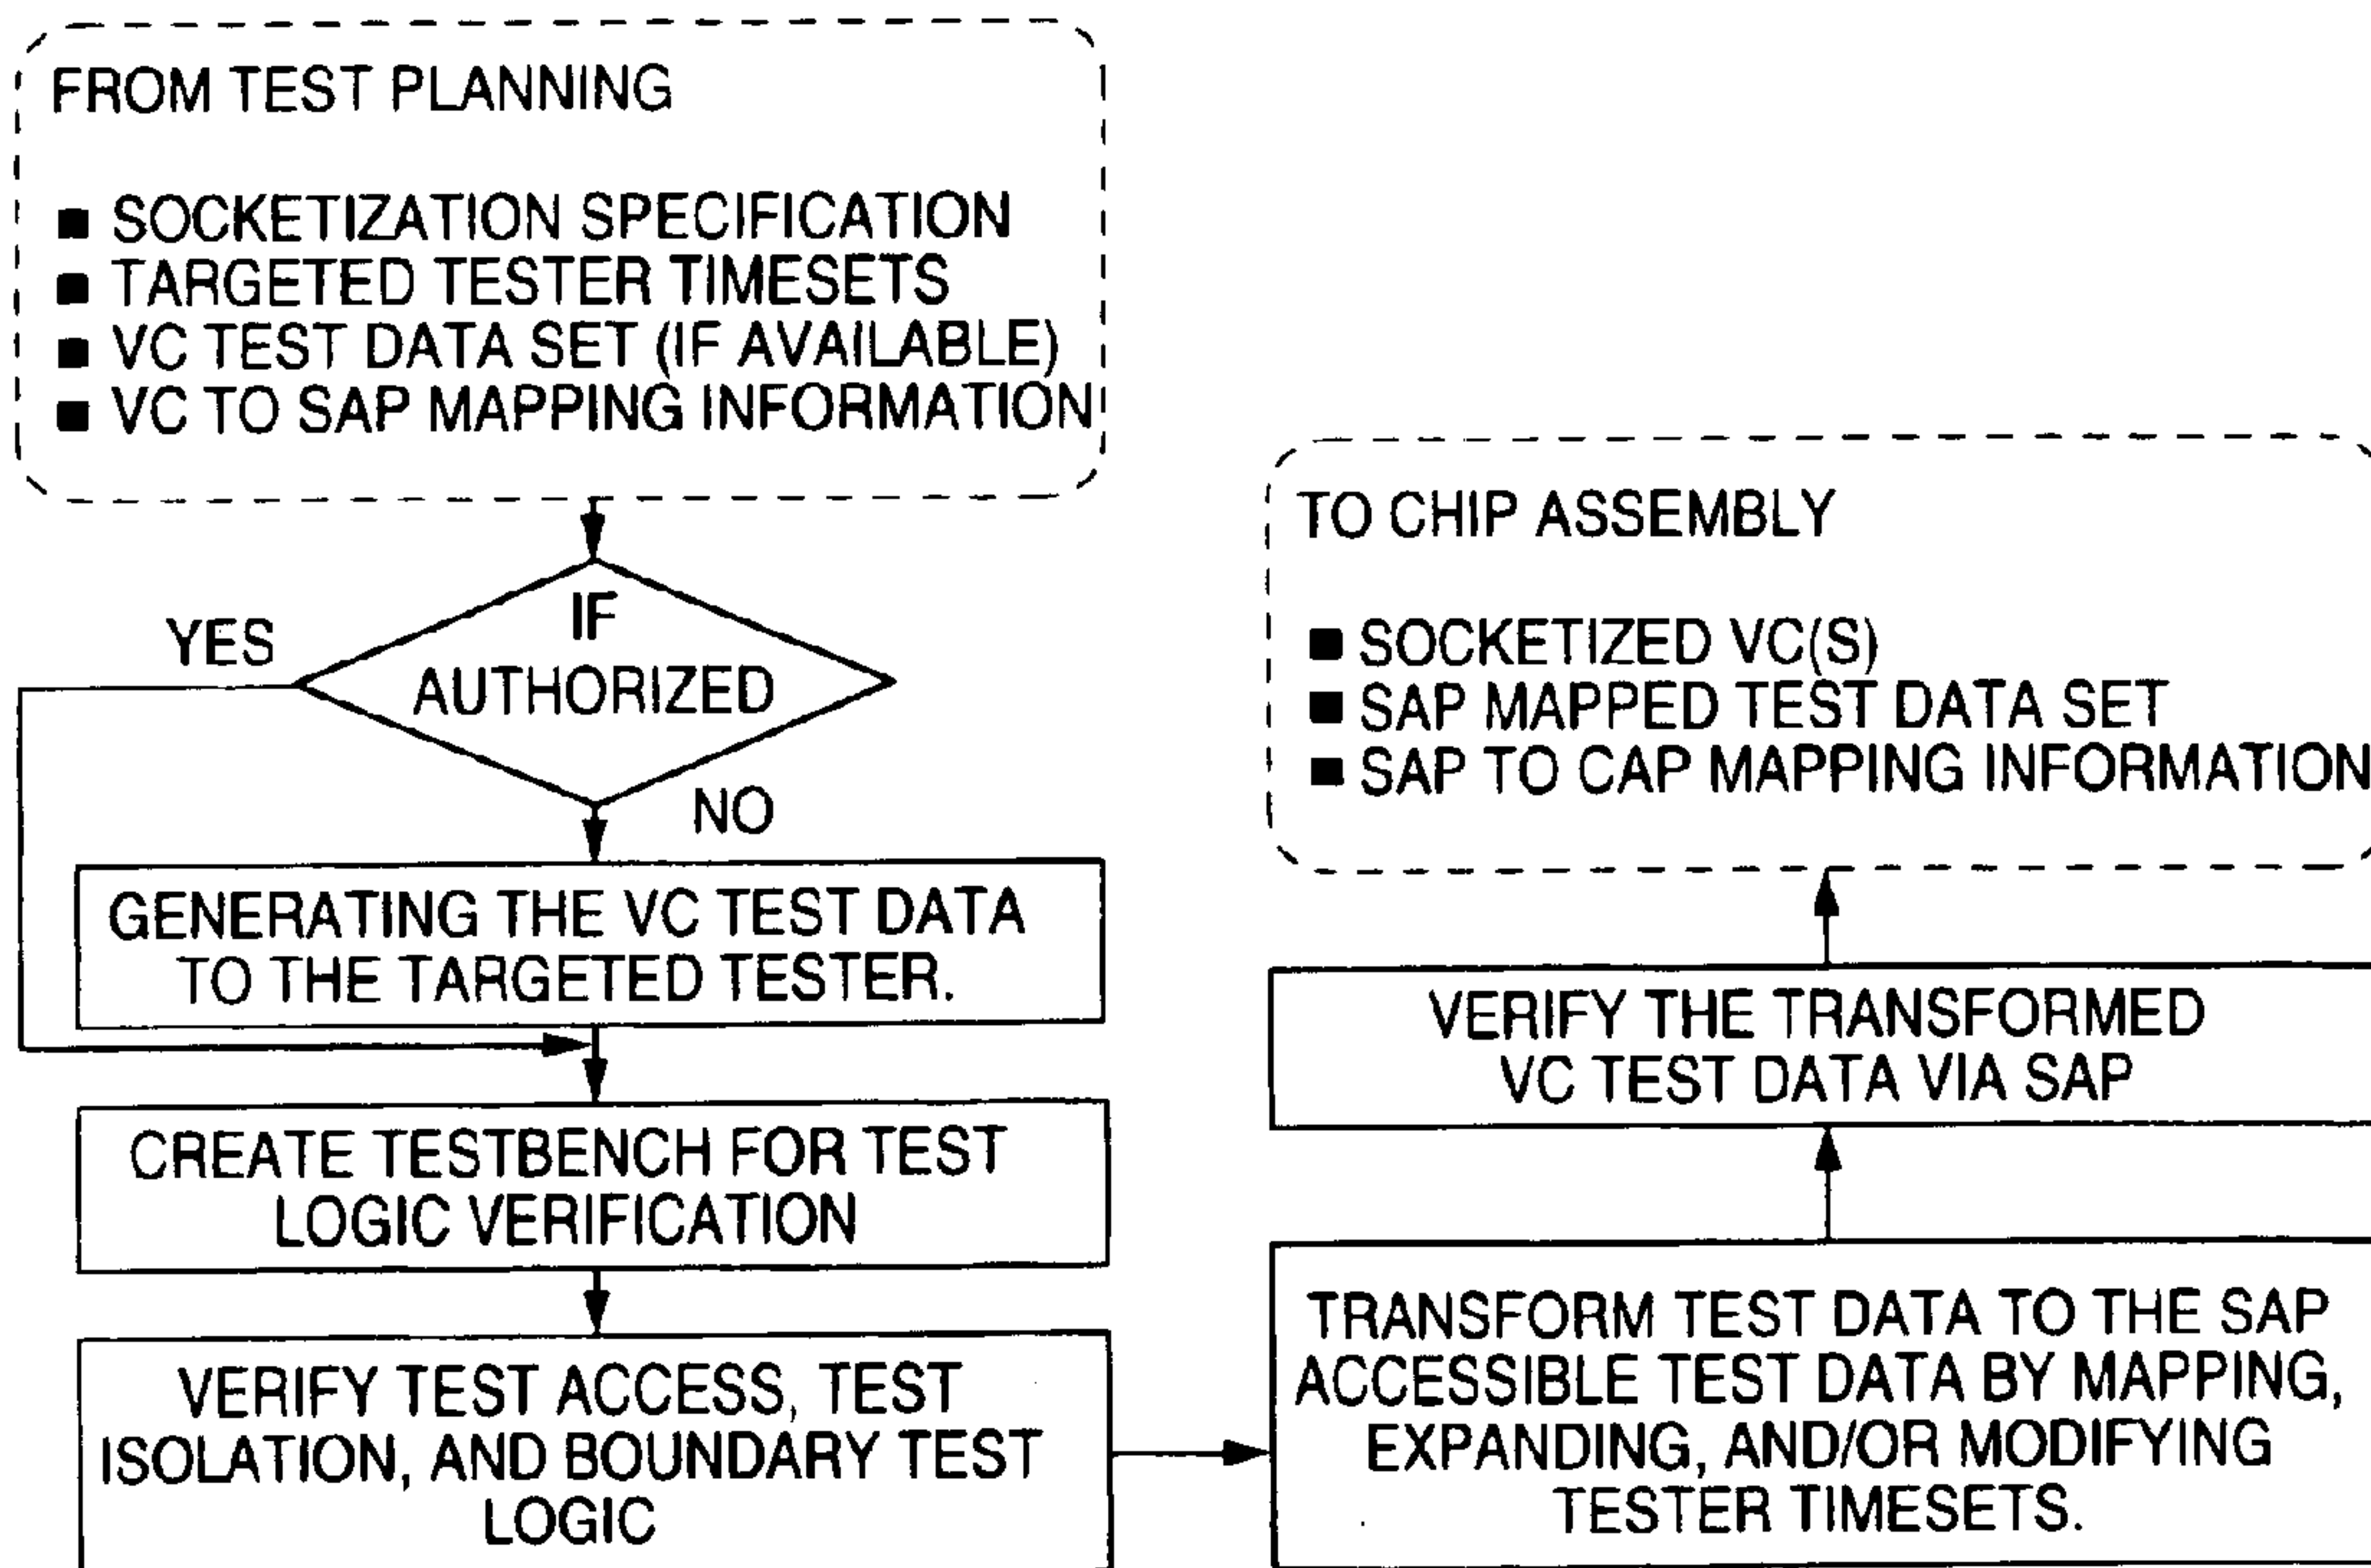 FROM TEST PLANNING
■ SOCKETIZATION SPECIFICATION
■ TARGETED TESTER TIMESETS
■ VC TEST DATA SET (IF AVAILABLE)
■ VC TO SAP MAPPING INFORMATION
IF
AUTHORIZED
YES
NO
GENERATING THE VC TEST DATA
TO THE TARGETED TESTER.
CREATE TESTBENCH FOR TEST
LOGIC VERIFICATION
VERIFY TEST ACCESS, TEST
ISOLATION, AND BOUNDARY TEST
LOGIC
TRANSFORM TEST DATA TO THE SAP
ACCESSIBLE TEST DATA BY MAPPING,
EXPANDING, AND/OR MODIFYING
TESTER TIMESETS.
VERIFY THE TRANSFORMED
VC TEST DATA VIA SAP
TO CHIP ASSEMBLY
■ SOCKETIZED VC(S)
■ SAP MAPPED TEST DATA SET
■ SAP TO CAP MAPPING INFORMATION